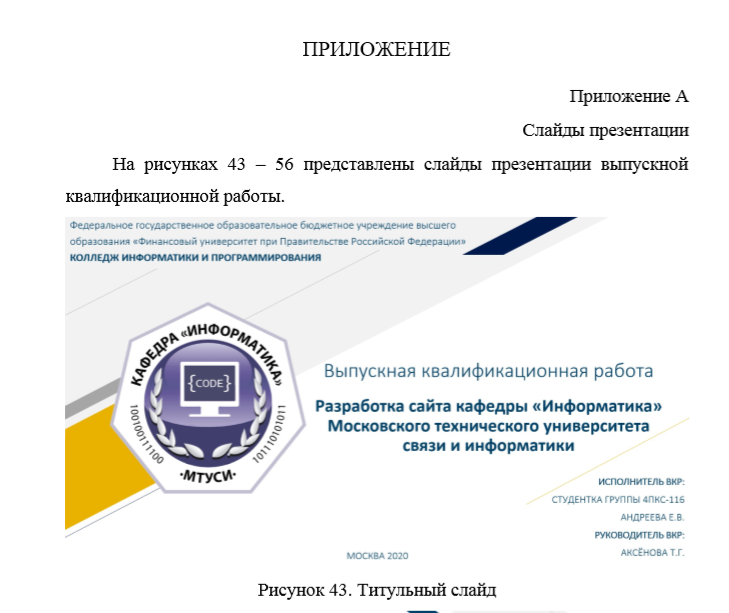 ПРИЛОЖЕНИЕ
Приложение А
Слайды презентации
На рисунках 43 – 56 представлены слайды презентации выпускной
квалификационной работы.
Федеральное государственное образовательное бюджетное учреждение высшего
образования «Финансовый университет при Правительстве Российской Федерации»
КОЛЛЕДЖ ИНФОРМАТИКИ И ПРОГРАММИРОВАНИЯ
КАФЕДРА «ИНФОРМАТИКА»
{CODE}
100100111100
101110101011
·МТУСИ·
Выпускная квалификационная работа
Разработка сайта кафедры «Информатика»
Московского технического университета
связи и информатики
ИСПОЛНИТЕЛЬ ВКР:
СТУДЕНТКА ГРУППЫ 4ПКС-116
АНДРЕЕВА Е.В.
РУКОВОДИТЕЛЬ ВКР:
АКСЁНОВА Т.Г.
МОСКВА 2020
Рисунок 43. Титульный слайд